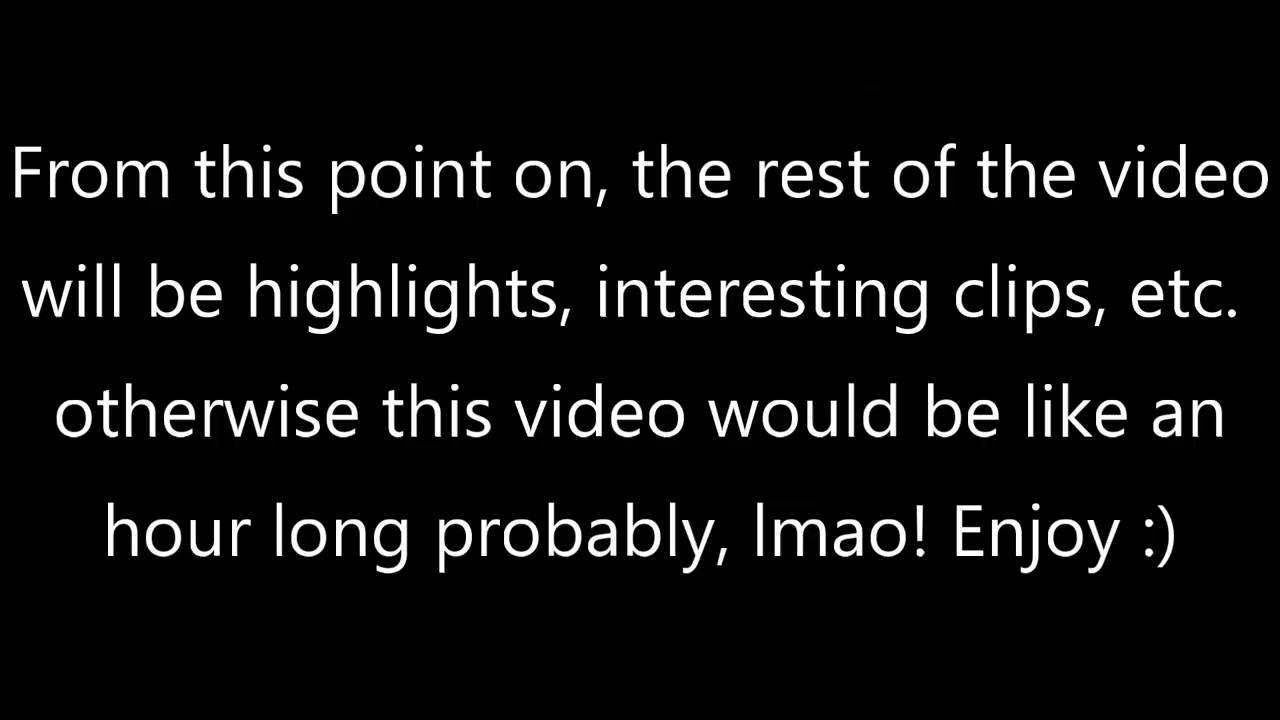 From this point on, the rest of the video
will be highlights, interesting clips, etc.
otherwise this video would be like an
hour long probably, lmao! Enjoy :)